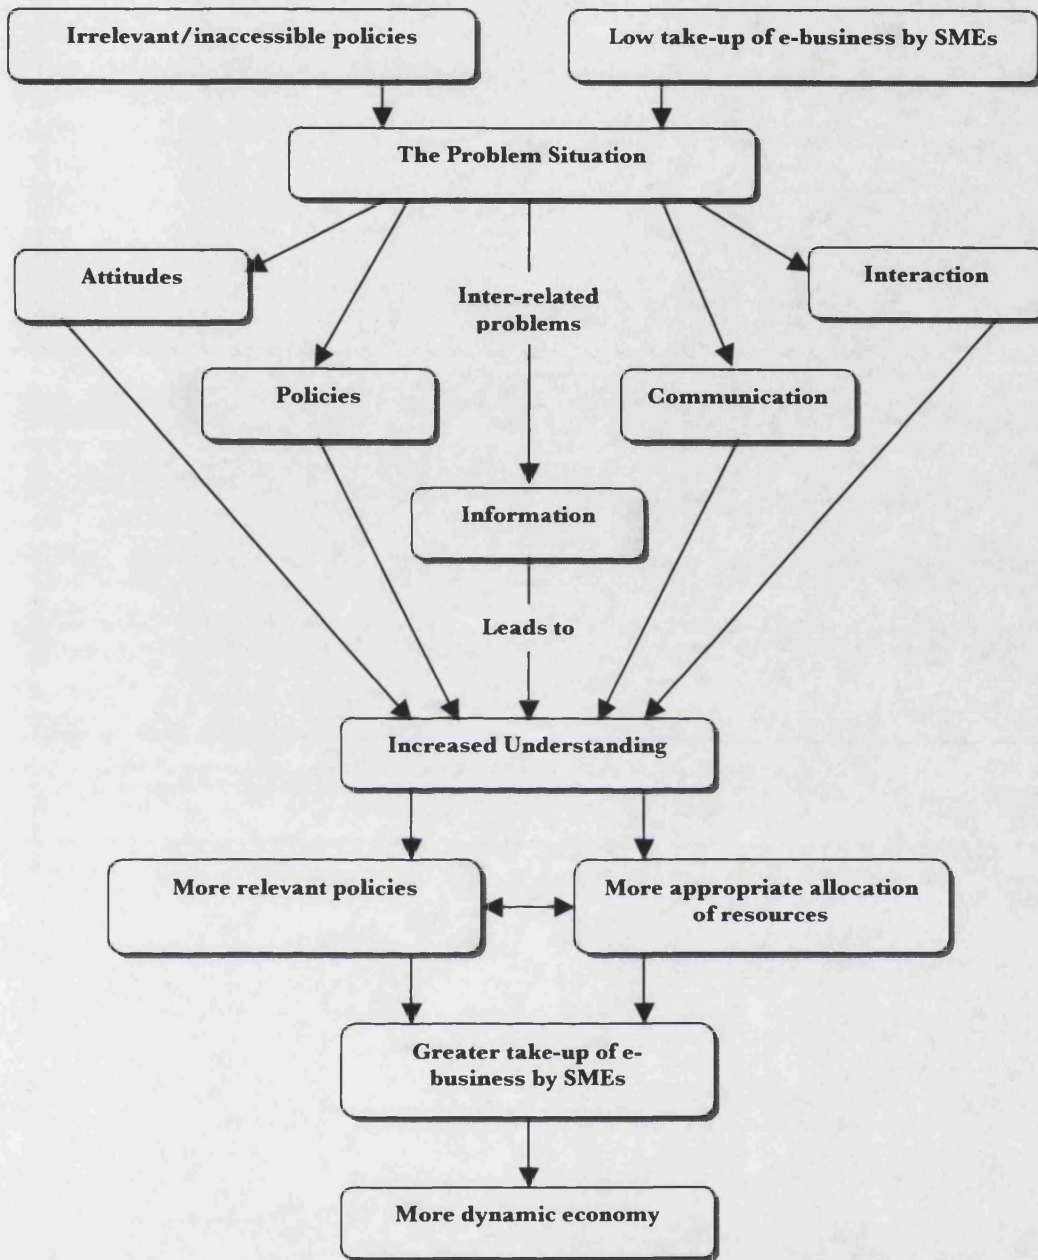 Irrelevant/inaccessible policies
Low take-up of e-business by SMEs
The Problem Situation
Attitudes
Interaction
Inter-related
problems
Policies
Communication
Information
Leads to
Increased Understanding
More relevant policies
More appropriate allocation
of resources
Greater take-up of e-
business by SMEs
More dynamic economy